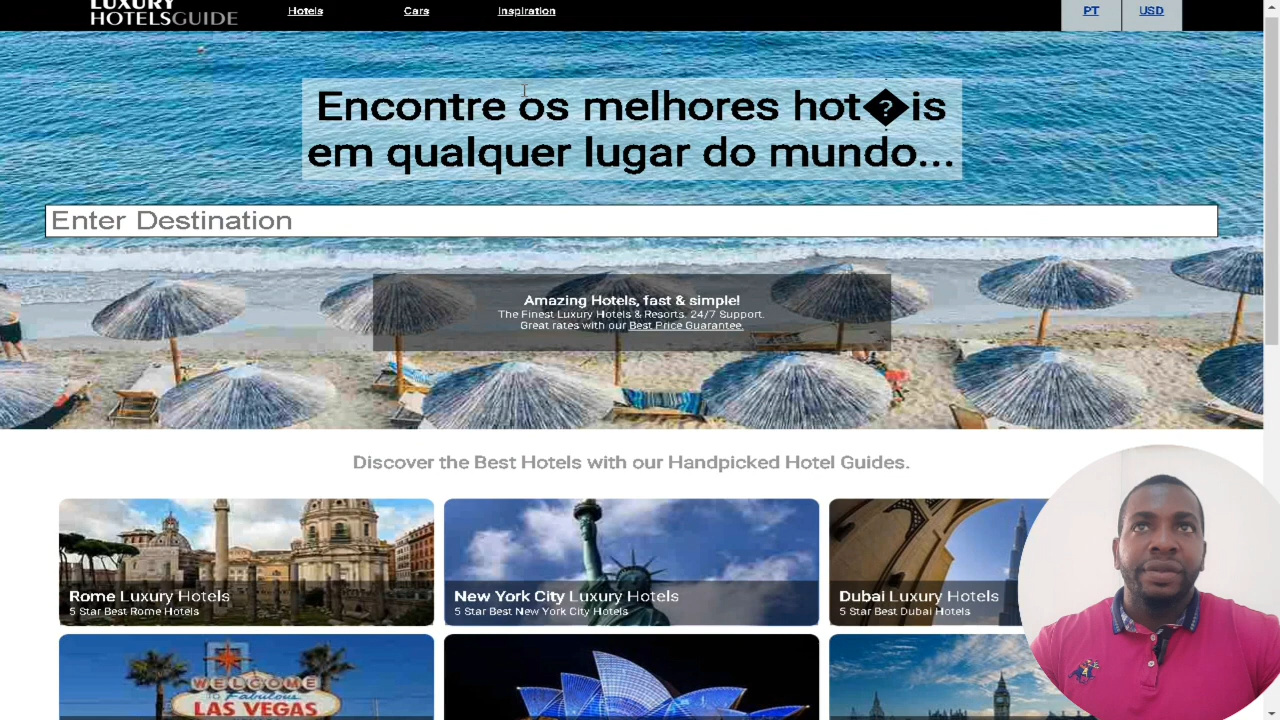 LUXURY
HOTELSGUIDE
Hotels
Cars
Inspiration
PT
USD
Encontre os melhores hot�is
em qualquer lugar do mundo...
Enter Destination
Amazing Hotels, fast & simple!
The Finest Luxury Hotels & Resorts. 24/7 Support.
Great rates with our Best Price Guarantee.
Discover the Best Hotels with our Handpicked Hotel Guides.
Rome Luxury Hotels
5 Star Best Rome Hotels
New York City Luxury Hotels
5 Star Best New York City Hotels
Dubai Luxury Hotels
5 Star Best Dubai Hotels
WELCOME
To Fabulous
LAS VEGAS